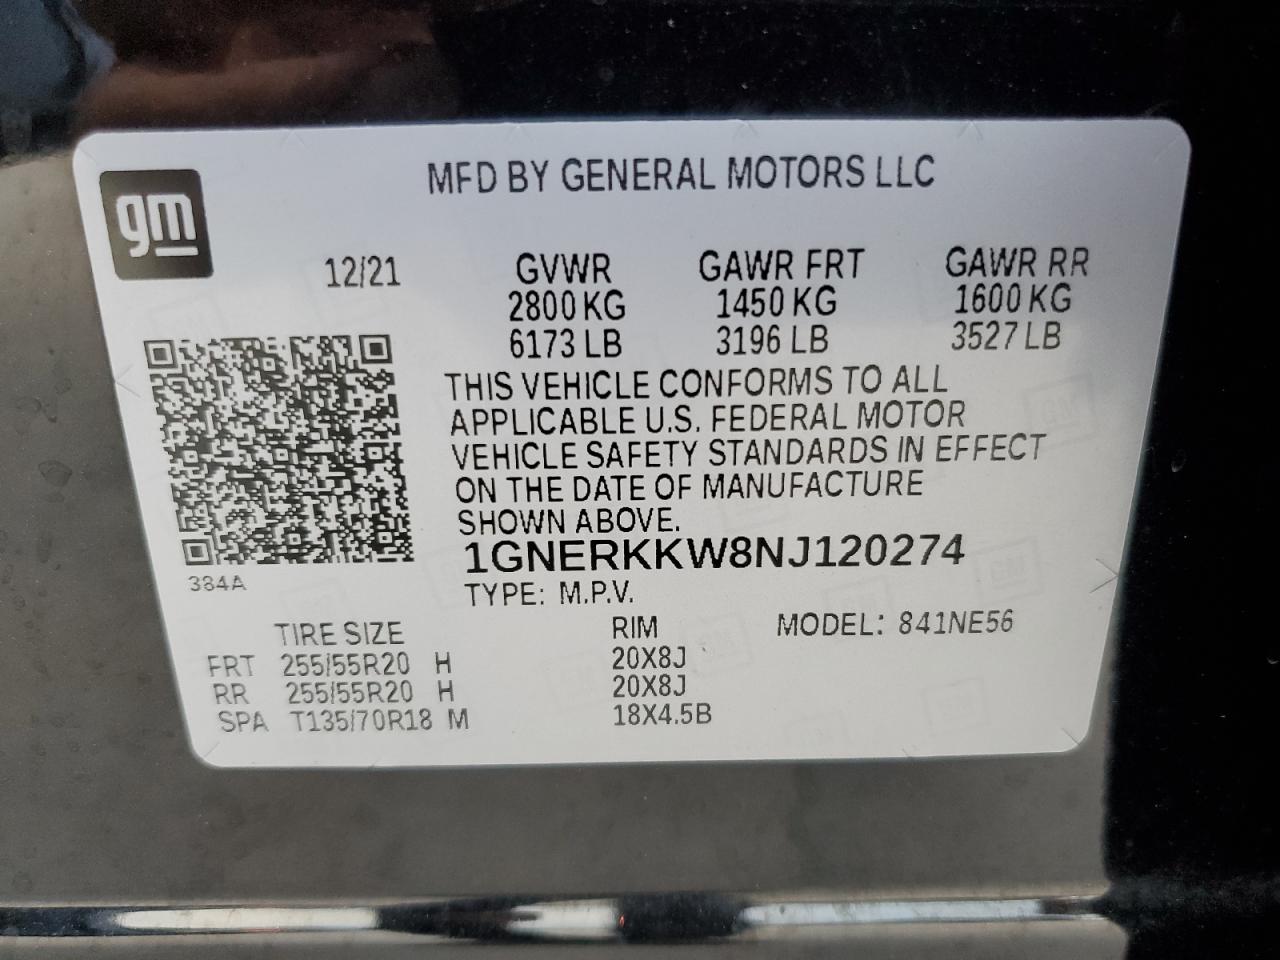 MFD BY GENERAL MOTORS LLC
gm
12/21 GVWR GAWR FRT GAWR RR
2800 KG 1450 KG 1600 KG
6173 LB 3196 LB 3527 LB
THIS VEHICLE CONFORMS TO ALL
APPLICABLE U.S. FEDERAL MOTOR
VEHICLE SAFETY STANDARDS IN EFFECT
ON THE DATE OF MANUFACTURE
SHOWN ABOVE.
1GNERKKW8NJ120274
384A
TYPE: M.P.V.
TIRE SIZE RIM MODEL: 841NE56
FRT 255/55R20 H 20X8J
RR 255/55R20 H 20X8J
SPA T135/70R18 M 18X4.5B